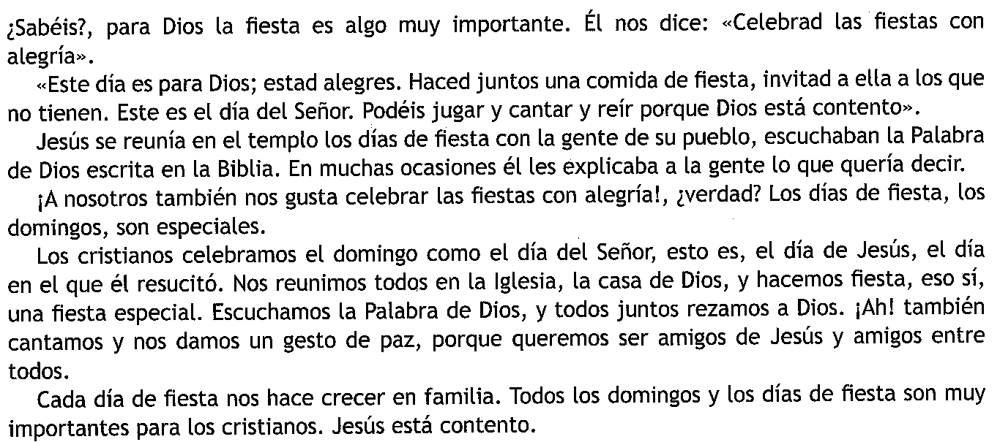 ¿Sabéis?, para Dios la fiesta es algo muy importante. Él nos dice: «Celebrad las fiestas con
alegría».
«Este día es para Dios; estad alegres. Haced juntos una comida de fiesta, invitad a ella a los que
no tienen. Este es el día del Señor. Podéis jugar y cantar y reír porque Dios está contento».
Jesús se reunía en el templo los días de fiesta con la gente de su pueblo, escuchaban la Palabra
de Dios escrita en la Biblia. En muchas ocasiones él les explicaba a la gente lo que quería decir.
¡A nosotros también nos gusta celebrar las fiestas con alegría!, ¿verdad? Los días de fiesta, los
domingos, son especiales.
Los cristianos celebramos el domingo como el día del Señor, esto es, el día de Jesús, el día
en el que él resucitó. Nos reunimos todos en la Iglesia, la casa de Dios, y hacemos fiesta, eso sí,
una fiesta especial. Escuchamos la Palabra de Dios, y todos juntos rezamos a Dios. ¡Ah! también
cantamos y nos damos un gesto de paz, porque queremos ser amigos de Jesús y amigos entre
todos.
Cada día de fiesta nos hace crecer en familia. Todos los domingos y los días de fiesta son muy
importantes para los cristianos. Jesús está contento.